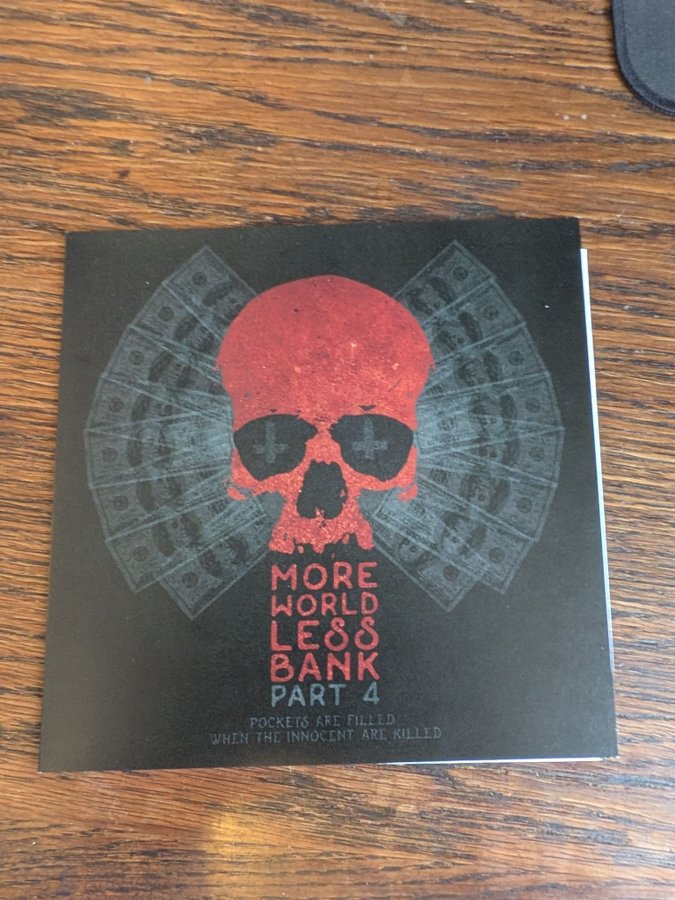 MORE
WORLD
LESS
BANK
PART 4
POCKETS ARE FILLED
WHEN THE INNOCENT ARE KILLED